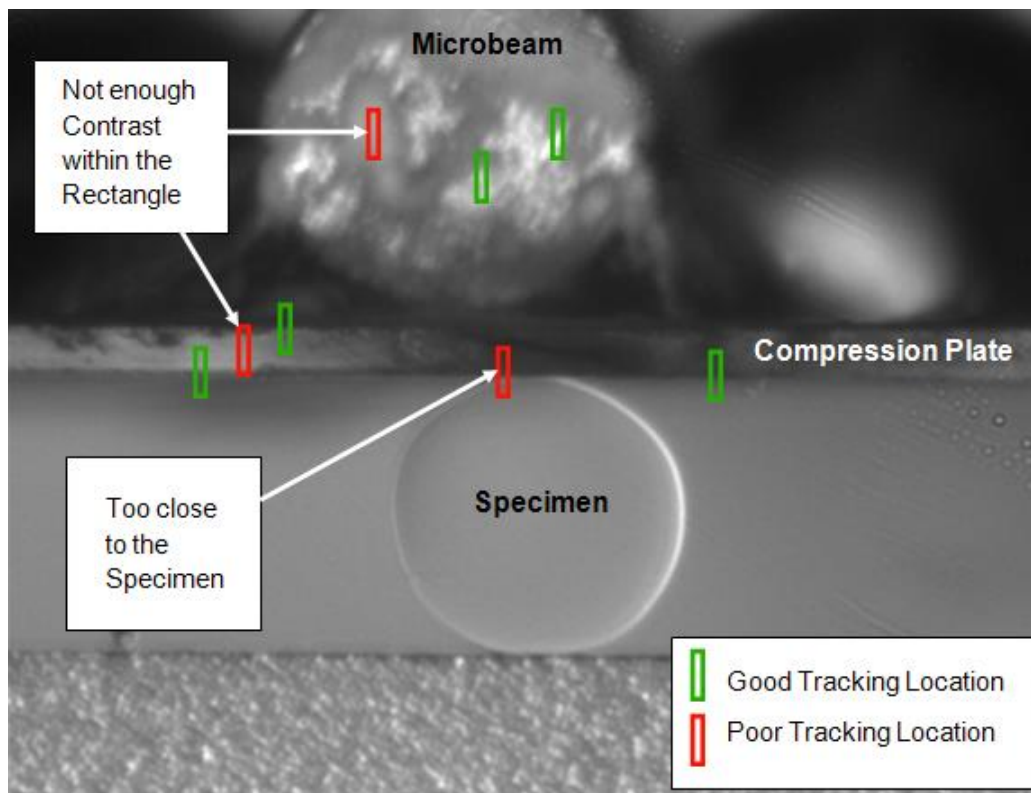 Microbeam
Not enough
Contrast
within the
Rectangle
Compression Plate
Too close
to the
Specimen
Specimen
Good Tracking Location
Poor Tracking Location